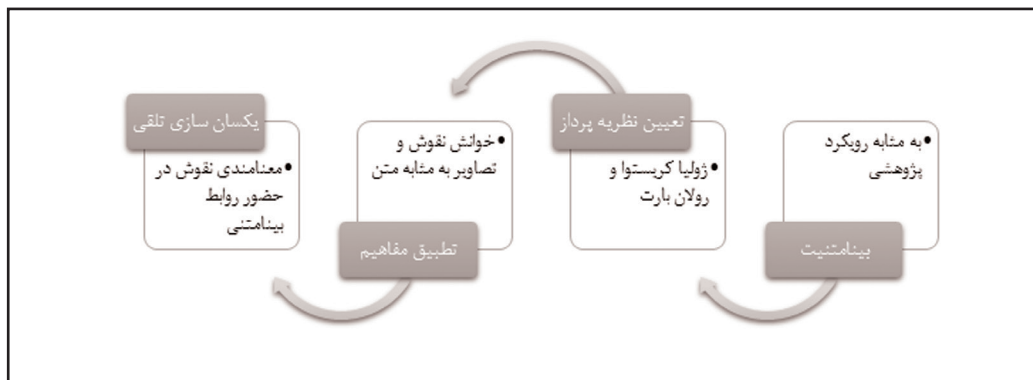 به مثابه رویکرد
پژوهشی
بینامتنیت
تعیین نظریه پرداز
ژولیا کریستوا و
رولان بارت
خوانش نقوش و
تصاویر به مثابه متن
تطبیق مفاهیم
یکسان سازی تلقی
معنامندی نقوش در
حضور روابط
بینامتنی